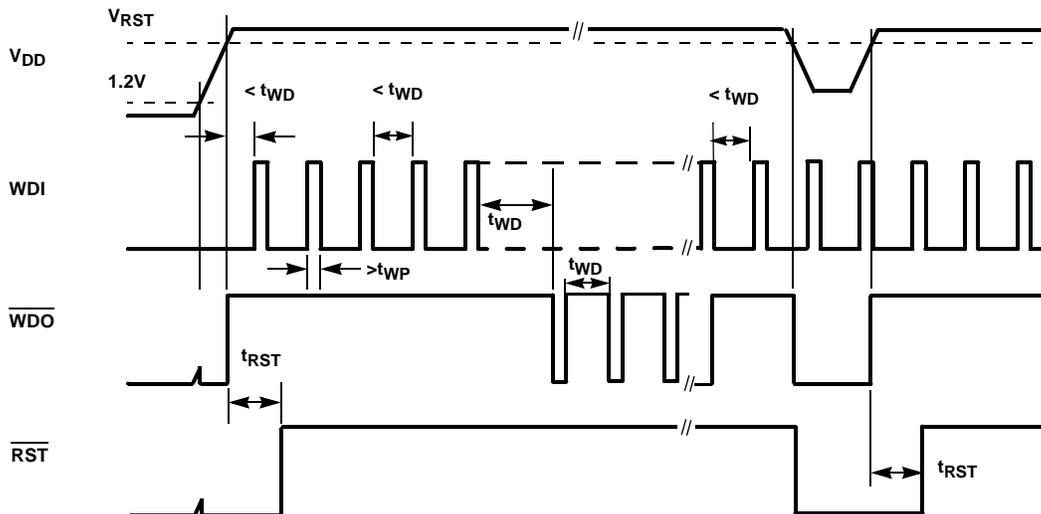 VRST
VDD
1.2V
< tWD
< tWD
< tWD
WDI
tWD
>tWP
tWD
WDO
tRST
RST
tRST